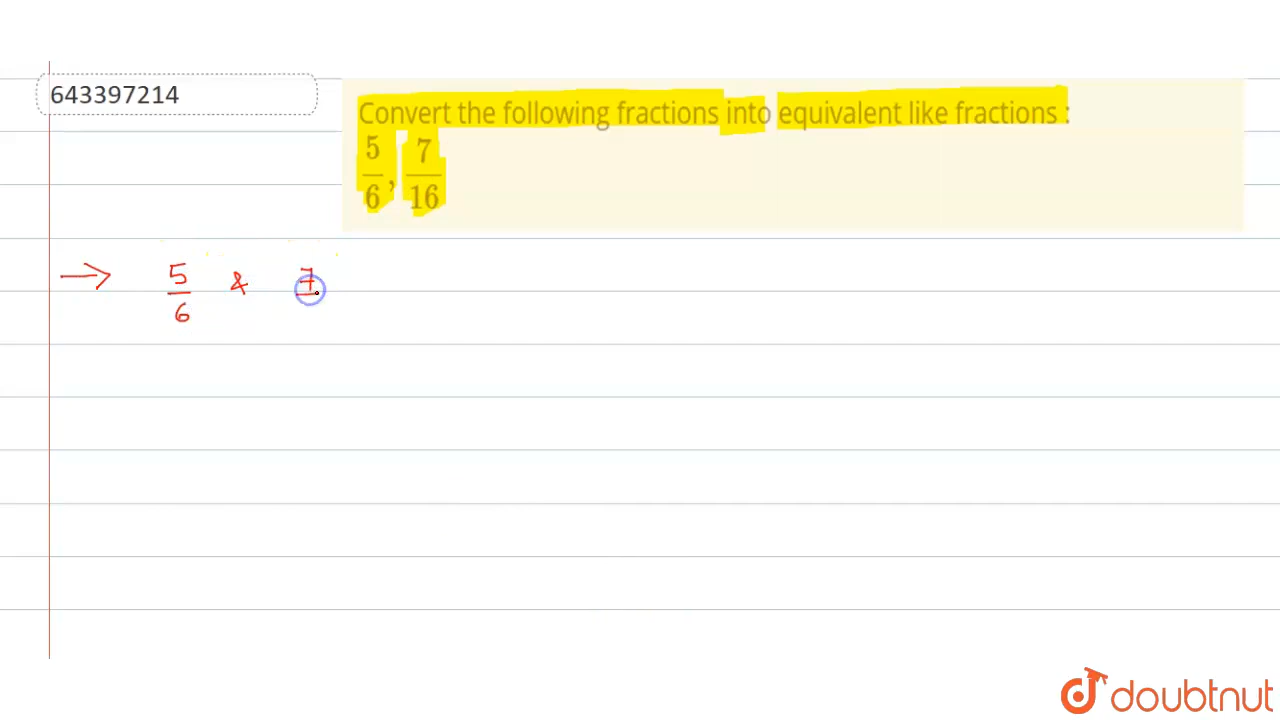 643397214
Convert the following fractions into equivalent like fractions :
5/6, 7/16
→ 5/6 & 7/
doubtnut